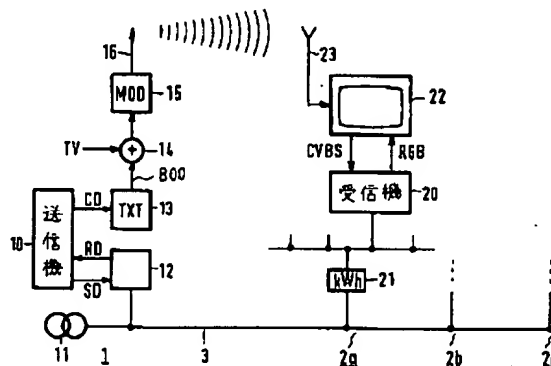 16
23
MOD
15
22
TV
14
CVBS
RGB
800
CD
TXT
13
受信機
20
送信機
10
RD
SD
12
kWh
21
11
1
3
2a
2b